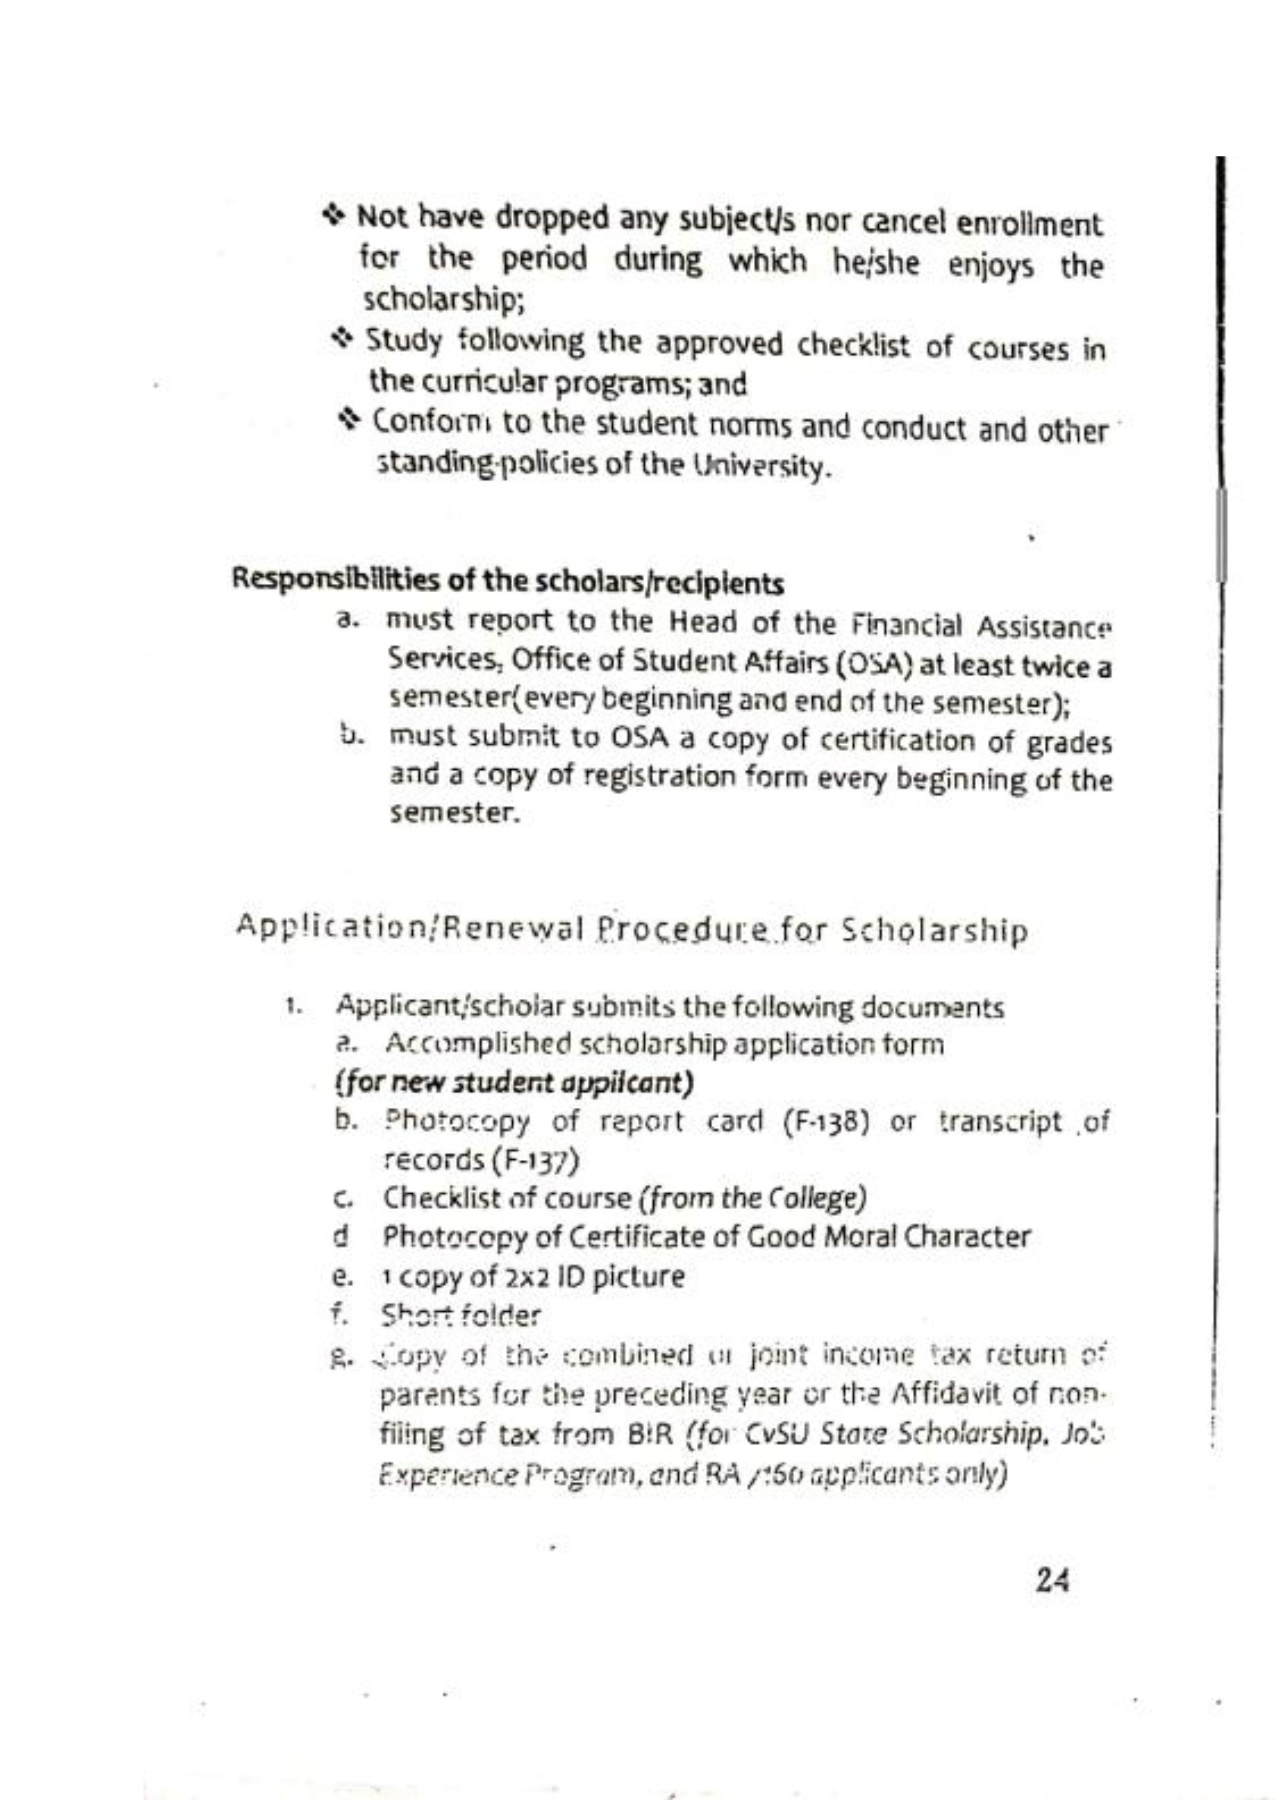 ❖ Not have dropped any subject/s nor cancel enrollment
for the period during which he/she enjoys the
scholarship;
❖ Study following the approved checklist of courses in
the curricular programs; and
❖ Conform to the student norms and conduct and other
standing policies of the University.
Responsibilities of the scholars/recipients
a. must report to the Head of the Financial Assistance
Services, Office of Student Affairs (OSA) at least twice a
semester(every beginning and end of the semester);
b. must submit to OSA a copy of certification of grades
and a copy of registration form every beginning of the
semester.
Application/Renewal Procedure for Scholarship
1. Applicant/scholar submits the following documents
a. Accomplished scholarship application form
(for new student applicant)
b. Photocopy of report card (F-138) or transcript of
records (F-137)
c. Checklist of course (from the College)
d Photocopy of Certificate of Good Moral Character
e. 1 copy of 2x2 ID picture
f. Short folder
g. Copy of the combined or joint income tax return of
parents for the preceding year or the Affidavit of non-
filing of tax from BIR (for CvSU State Scholarship, Job
Experience Program, and RA applicants only)
24